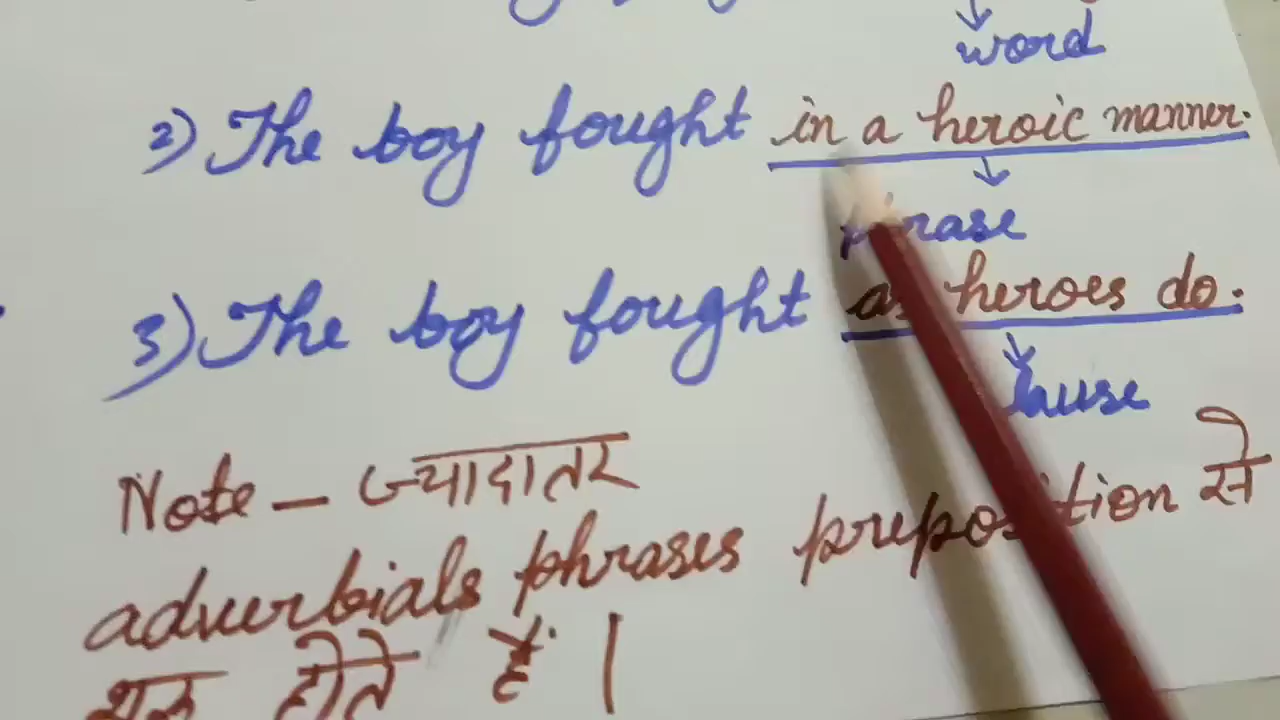 word
2) The boy fought in a heroic manner.
phrase
3) The boy fought as heroes do.
clause
Note – ज्यादातर
adverbials phrases preposition से
शुरू होते हैं |